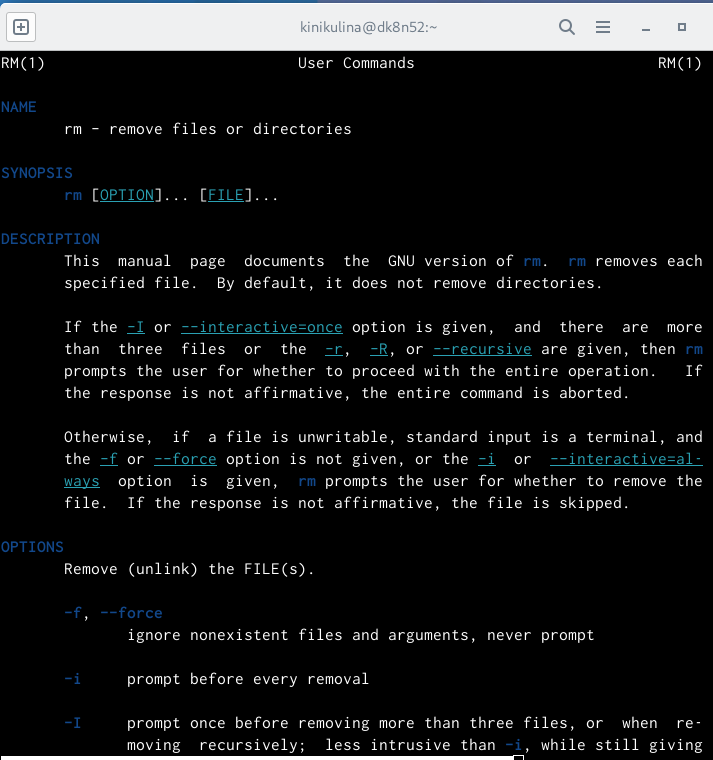 kinikulina@dk8n52:~
RM(1) User Commands RM(1)
NAME
rm - remove files or directories
SYNOPSIS
rm [OPTION]... [FILE]...
DESCRIPTION
This manual page documents the GNU version of rm. rm removes each
specified file. By default, it does not remove directories.
If the -I or --interactive=once option is given, and there are more
than three files or the -r, -R, or --recursive are given, then rm
prompts the user for whether to proceed with the entire operation. If
the response is not affirmative, the entire command is aborted.
Otherwise, if a file is unwritable, standard input is a terminal, and
the -f or --force option is not given, or the -i or --interactive=al-
ways option is given, rm prompts the user for whether to remove the
file. If the response is not affirmative, the file is skipped.
OPTIONS
Remove (unlink) the FILE(s).
-f, --force
ignore nonexistent files and arguments, never prompt
-i prompt before every removal
-I prompt once before removing more than three files, or when re-
moving recursively; less intrusive than -i, while still giving